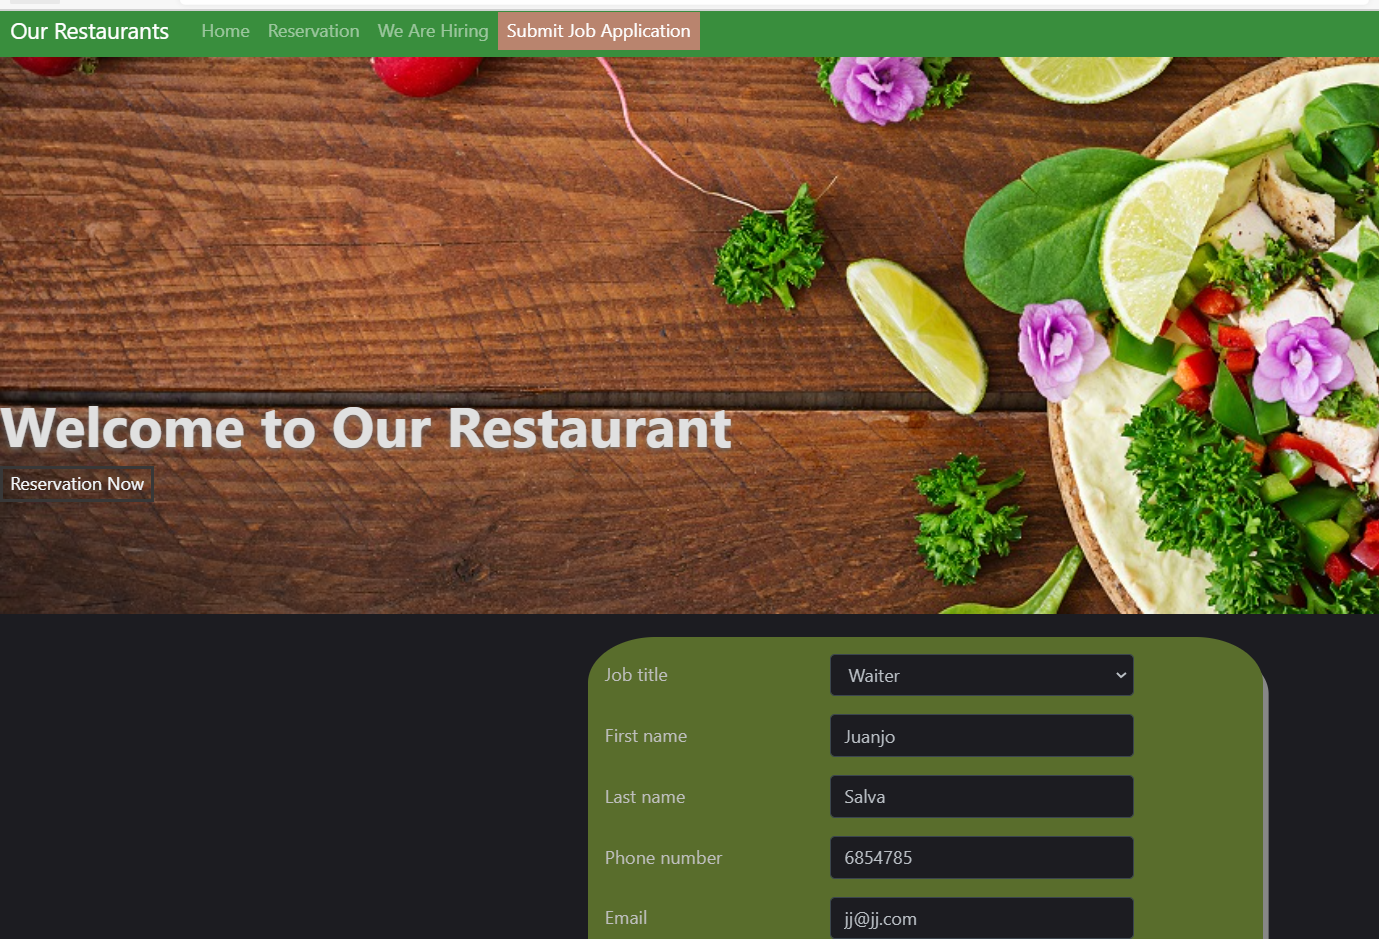 Our Restaurants Home Reservation We Are Hiring Submit Job Application
Welcome to Our Restaurant
Reservation Now
Job title Waiter
First name Juanjo
Last name Salva
Phone number 6854785
Email jj@jj.com